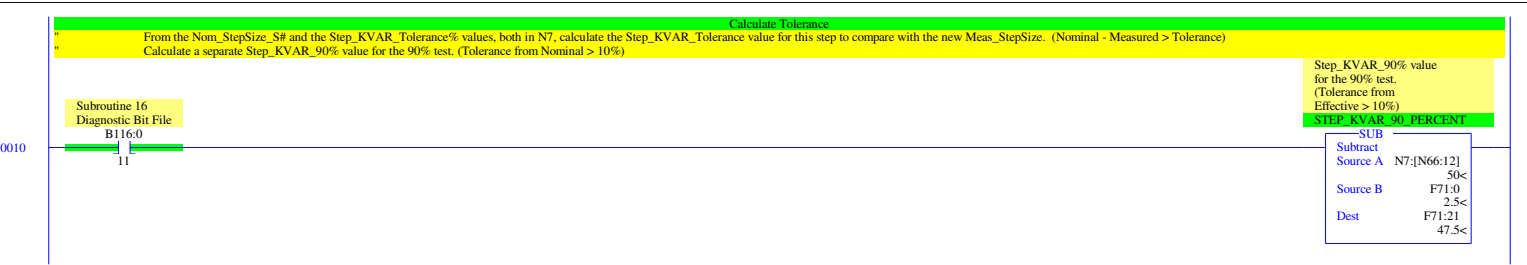 Calculate Tolerance
" From the Nom_StepSize_S# and the Step_KVAR_Tolerance% values, both in N7, calculate the Step_KVAR_Tolerance value for this step to compare with the new Meas_StepSize. (Nominal - Measured > Tolerance)
" Calculate a separate Step_KVAR_90% value for the 90% test. (Tolerance from Nominal > 10%)
Step_KVAR_90% value
for the 90% test.
(Tolerance from
Effective > 10%)
STEP_KVAR_90_PERCENT
Subroutine 16
Diagnostic Bit File
B116:0
11
0010
SUB
Subtract
Source A N7:[N66:12]
50<
Source B F71:0
2.5<
Dest F71:21
47.5<